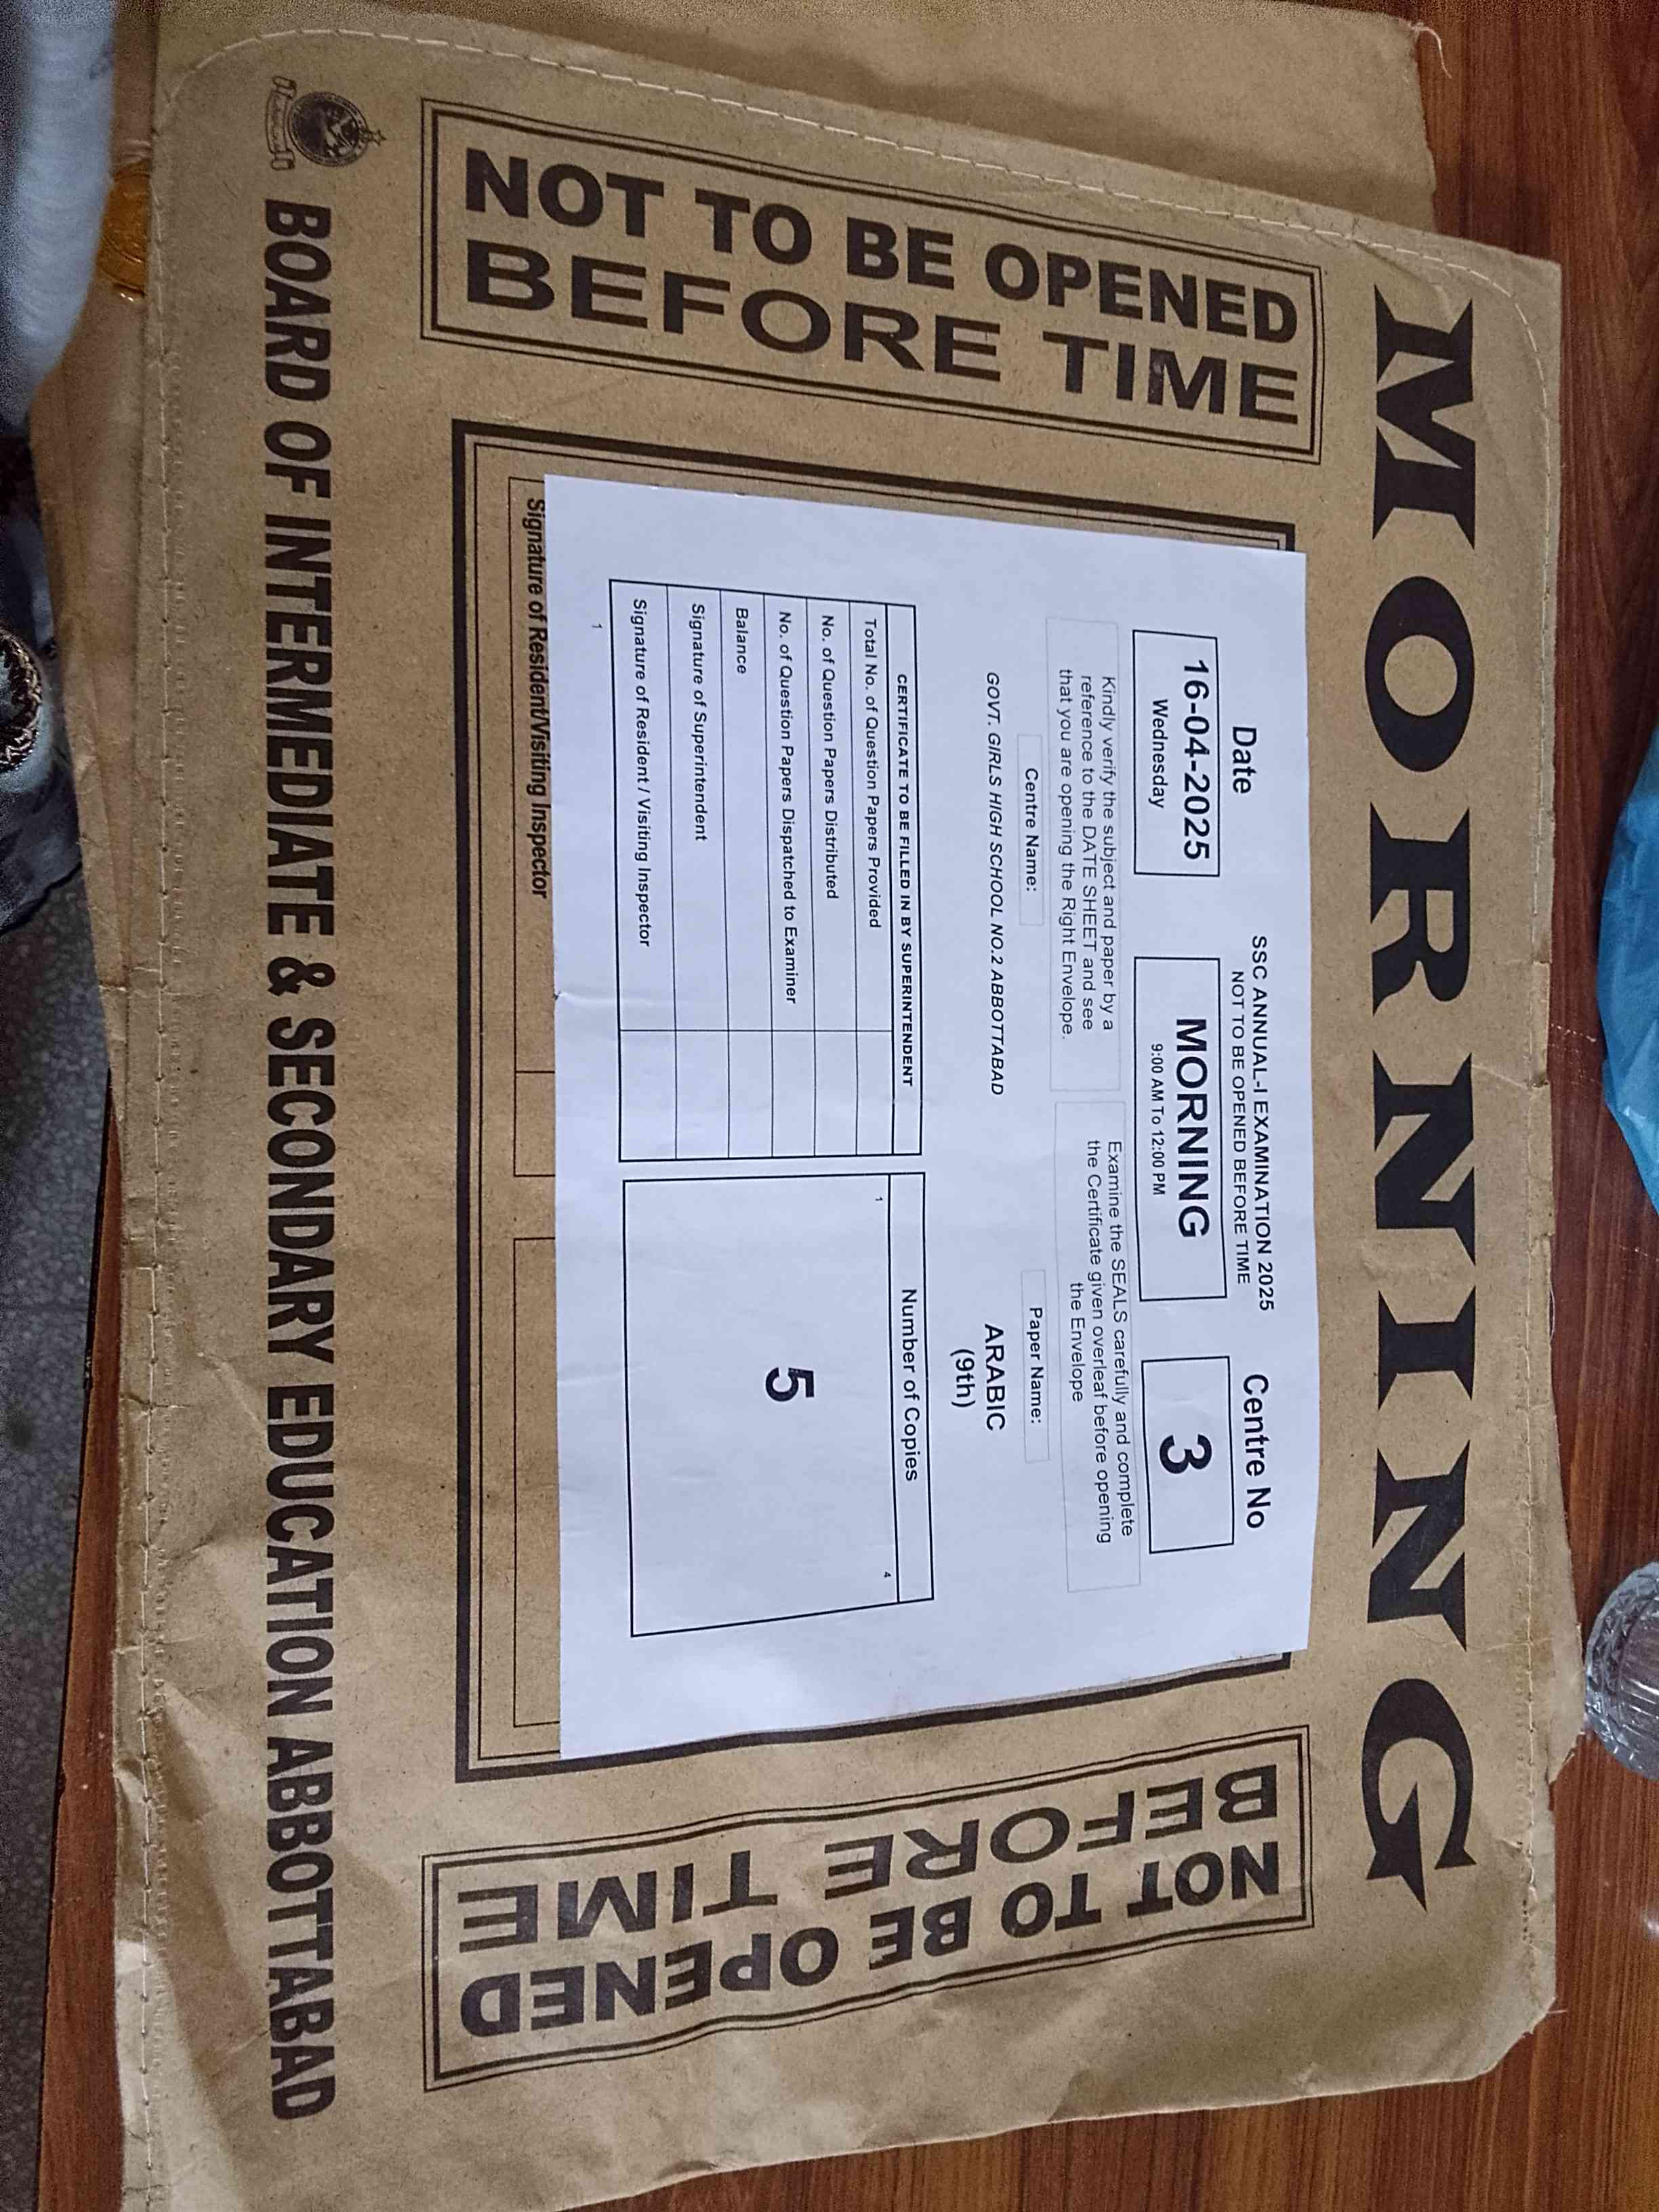 MORNING
NOT TO BE OPENED
BEFORE TIME
Date
16-04-2025
Wednesday
SSC ANNUAL-I EXAMINATION 2025
NOT TO BE OPENED BEFORE TIME
MORNING
9:00 AM To 12:00 PM
Centre No
3
Kindly verify the subject and paper by a
reference to the DATE SHEET and see
that you are opening the Right Envelope.
Examine the SEALS carefully and complete
the Certificate given overleaf before opening
the Envelope
Centre Name:
GOVT. GIRLS HIGH SCHOOL NO.2 ABBOTTABAD
Paper Name:
ARABIC
(9th)
CERTIFICATE TO BE FILLED IN BY SUPERINTENDENT
Total No. of Question Papers Provided
No. of Question Papers Distributed
No. of Question Papers Dispatched to Examiner
Balance
Signature of Superintendent
Signature of Resident / Visiting Inspector
1
Number of Copies
1
4
5
Signature of Resident/Visiting Inspector
NOT TO BE OPENED
BEFORE TIME
BOARD OF INTERMEDIATE & SECONDARY EDUCATION ABBOTTABAD